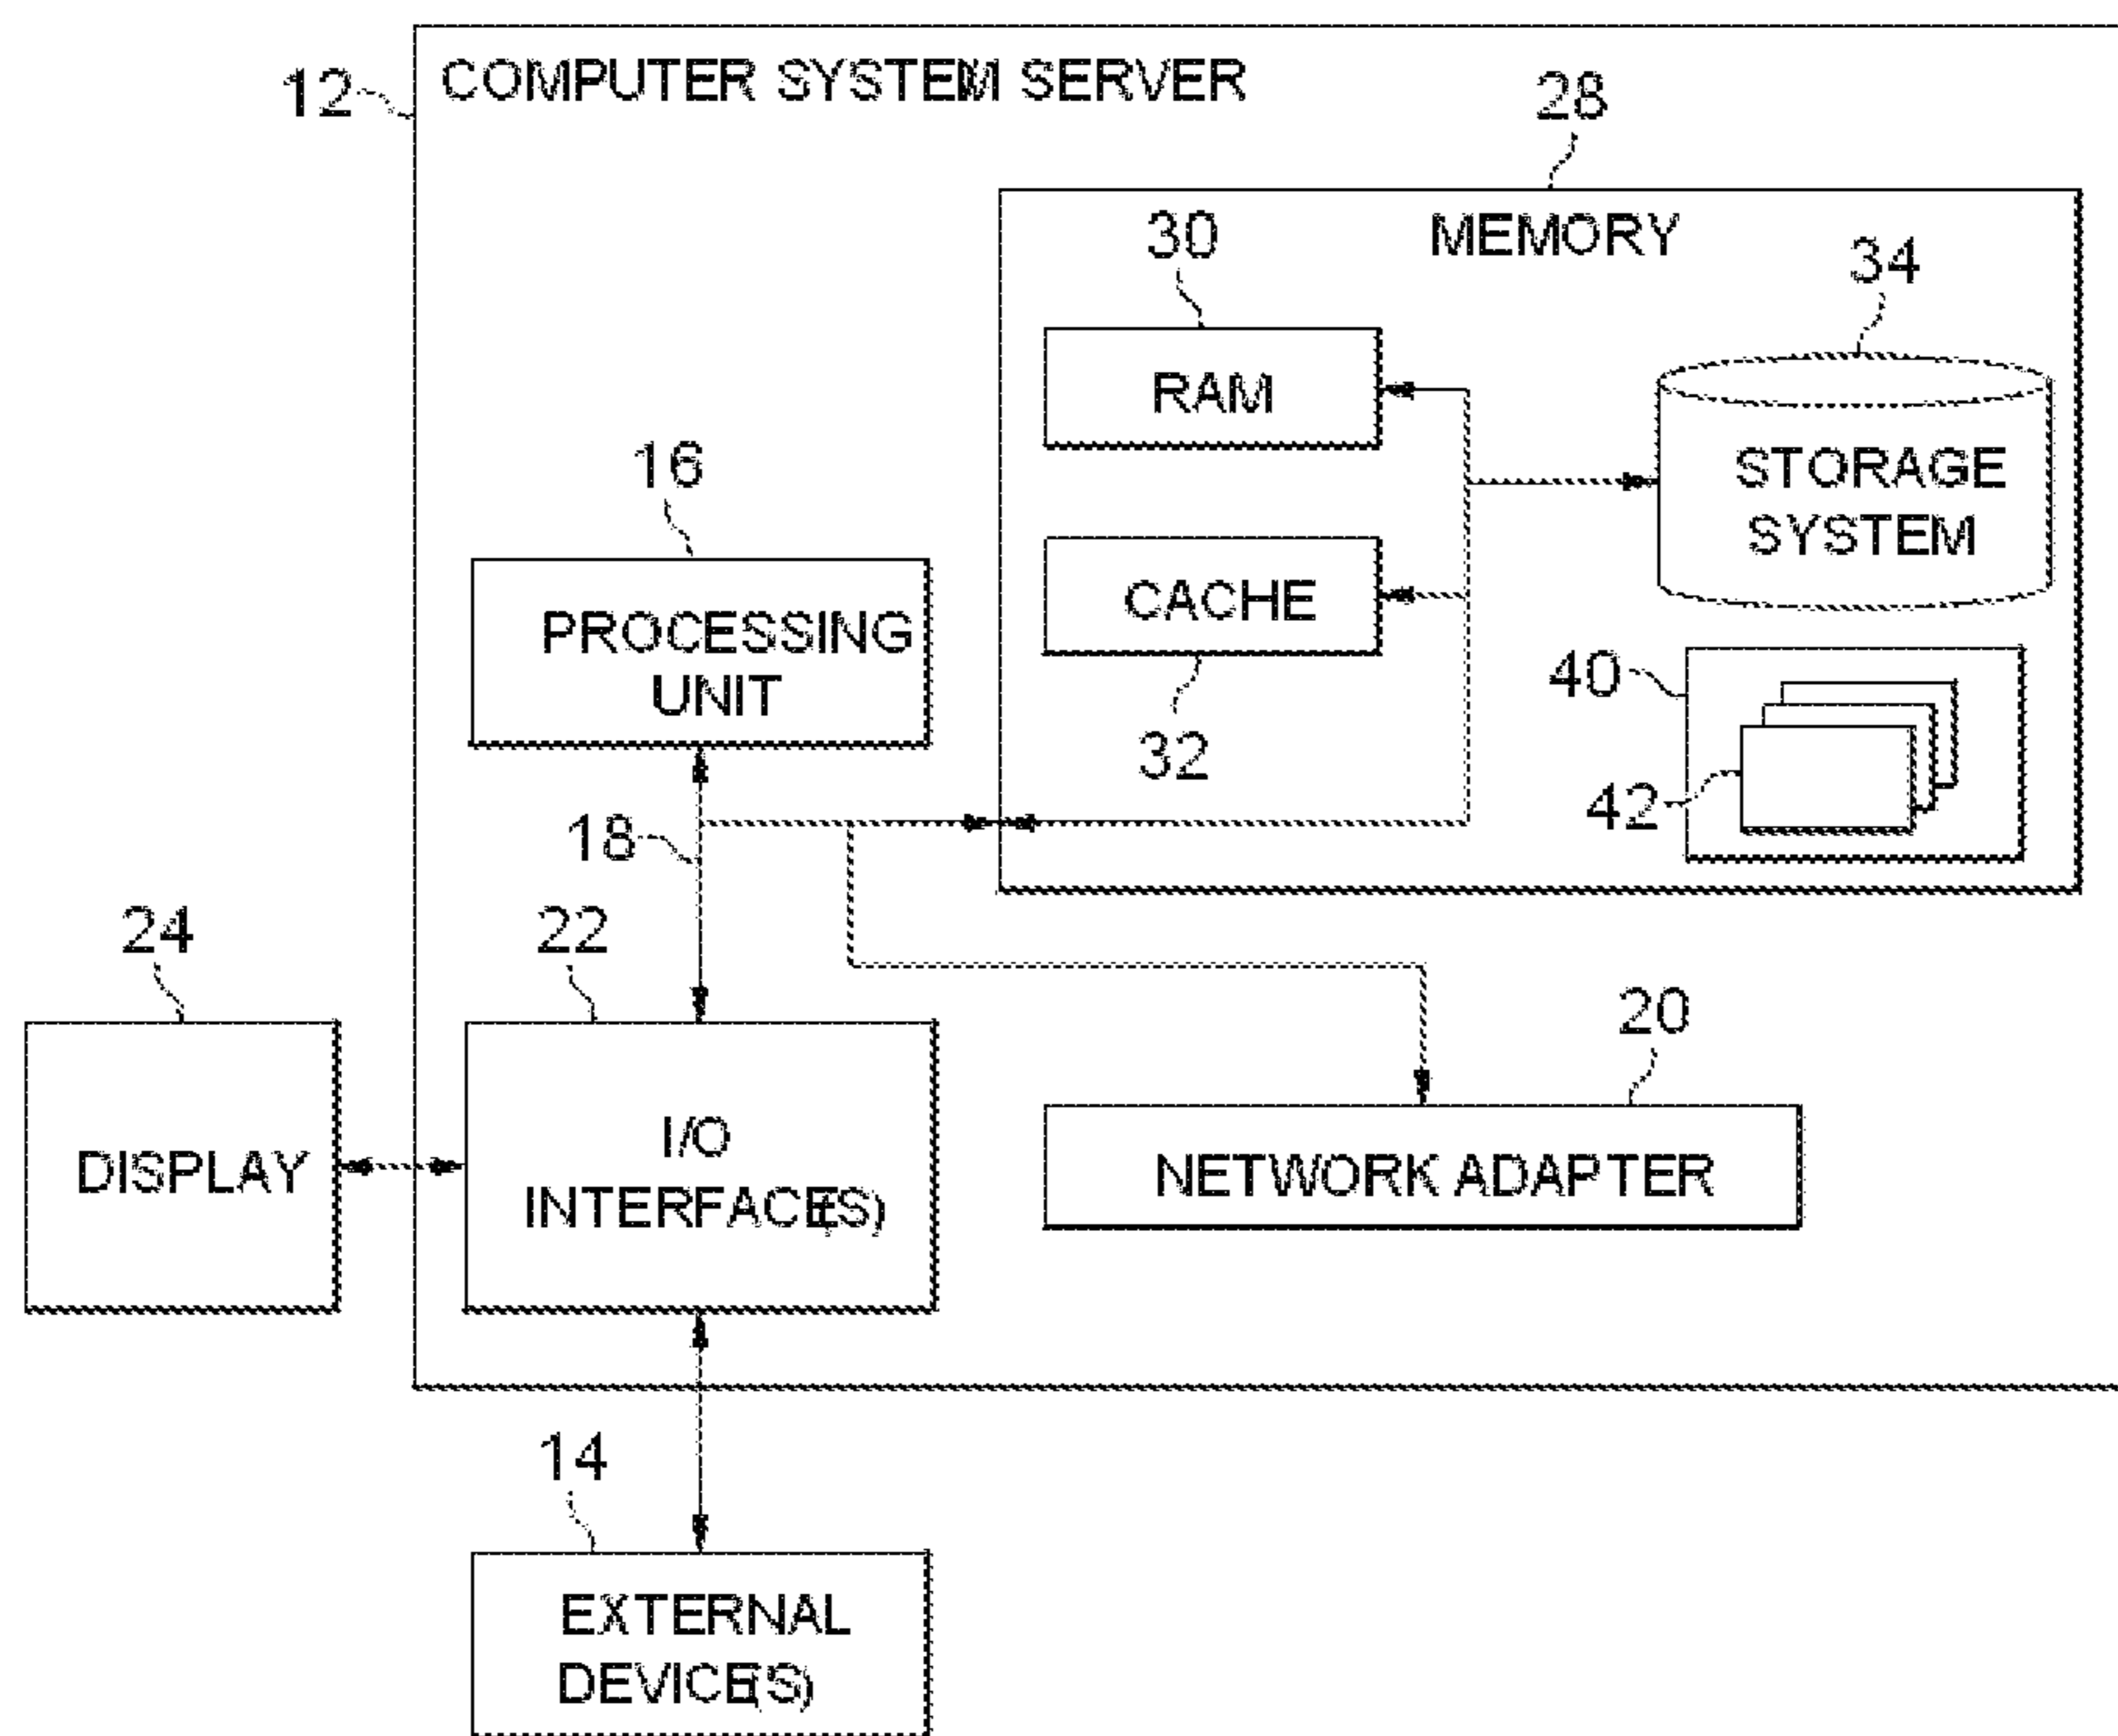 12
COMPUTER SYSTEM SERVER
28
MEMORY
30
RAM
34
STORAGE
SYSTEM
16
PROCESSING
UNIT
CACHE
32
40
42
18
24
DISPLAY
22
I/O
INTERFACE(S)
20
NETWORK ADAPTER
14
EXTERNAL
DEVICE(S)